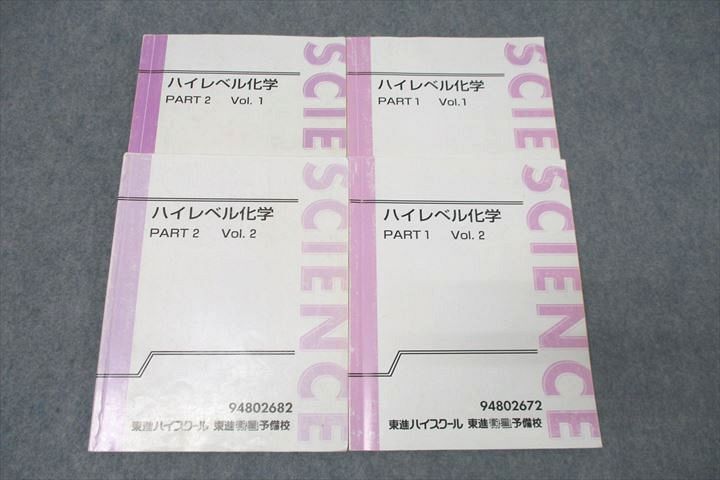 ハイレベル化学
PART 2 Vol. 1
SCIE
ハイレベル化学
PART 1 Vol.1
SCIE
ハイレベル化学
PART 2 Vol. 2
SCIENCE
94802682
東進ハイスクール 東進衛星予備校
ハイレベル化学
PART 1 Vol. 2
SCIENCE
94802672
東進ハイスクール 東進衛星予備校